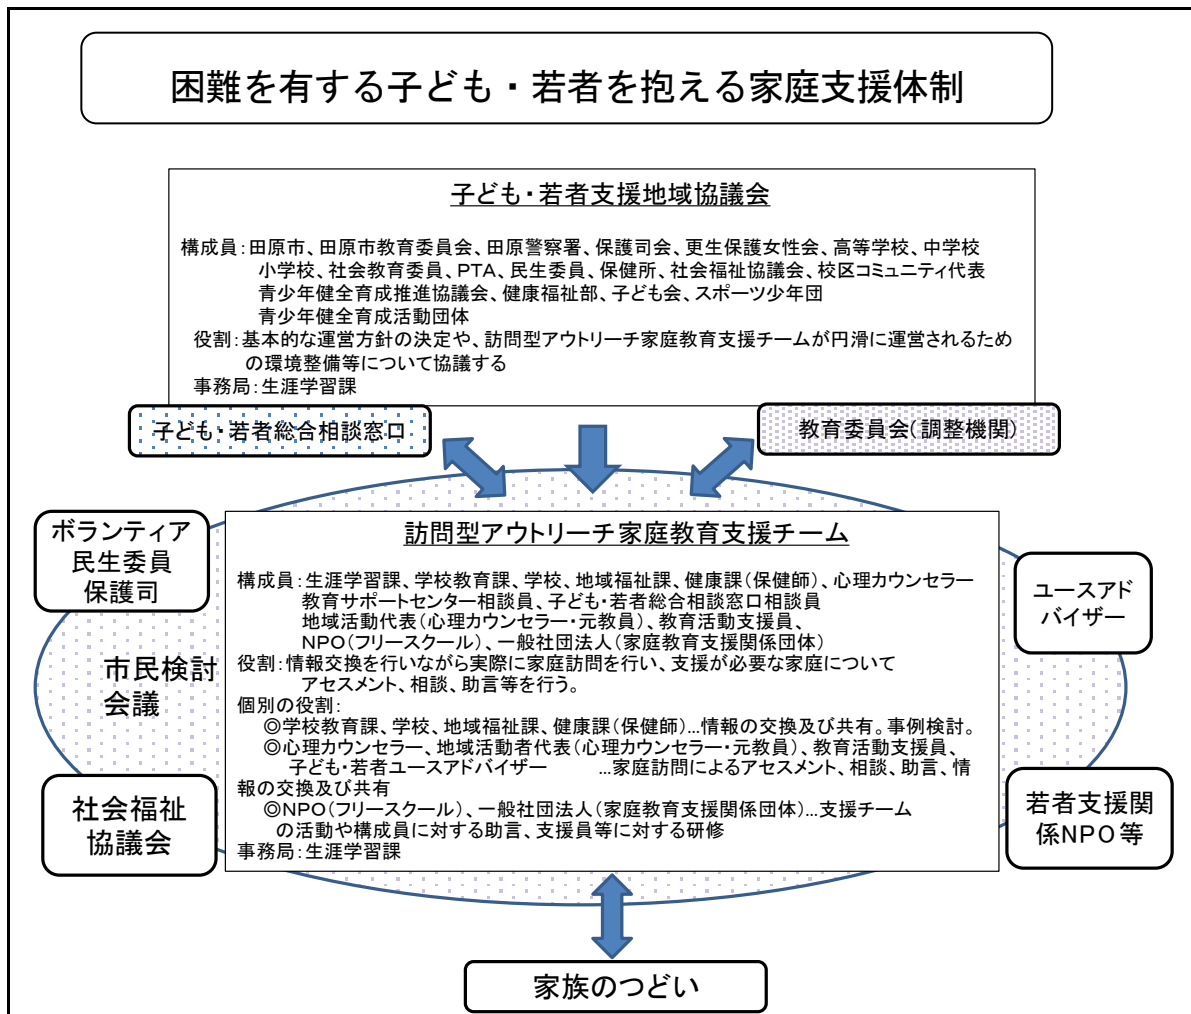 困難を有する子ども・若者を抱える家庭支援体制
子ども・若者支援地域協議会
構成員：田原市、田原市教育委員会、田原警察署、保護司会、更生保護女性会、高等学校、中学校
小学校、社会教育委員、PTA、民生委員、保健所、社会福祉協議会、校区コミュニティ代表
青少年健全育成推進協議会、健康福祉部、子ども会、スポーツ少年団
青少年健全育成活動団体
役割：基本的な運営方針の決定や、訪問型アウトリーチ家庭教育支援チームが円滑に運営されるため
の環境整備等について協議する
事務局：生涯学習課
子ども・若者総合相談窓口
教育委員会（調整機関）
ボランティア
民生委員
保護司
市民検討
会議
社会福祉
協議会
訪問型アウトリーチ家庭教育支援チーム
構成員：生涯学習課、学校教育課、学校、地域福祉課、健康課（保健師）、心理カウンセラー
教育サポートセンター相談員、子ども・若者総合相談窓口相談員
地域活動代表（心理カウンセラー・元教員）、教育活動支援員、
NPO（フリースクール）、一般社団法人（家庭教育支援関係団体）
役割：情報交換を行いながら実際に家庭訪問を行い、支援が必要な家庭について
アセスメント、相談、助言等を行う。
個別の役割：
◎学校教育課、学校、地域福祉課、健康課（保健師）…情報の交換及び共有。事例検討。
◎心理カウンセラー、地域活動者代表（心理カウンセラー・元教員）、教育活動支援員、
子ども・若者ユースアドバイザー　　　…家庭訪問によるアセスメント、相談、助言、情
報の交換及び共有
◎NPO（フリースクール）、一般社団法人（家庭教育支援関係団体）…支援チーム
の活動や構成員に対する助言、支援員等に対する研修
事務局：生涯学習課
ユースアド
バイザー
若者支援関
係NPO等
家族のつどい